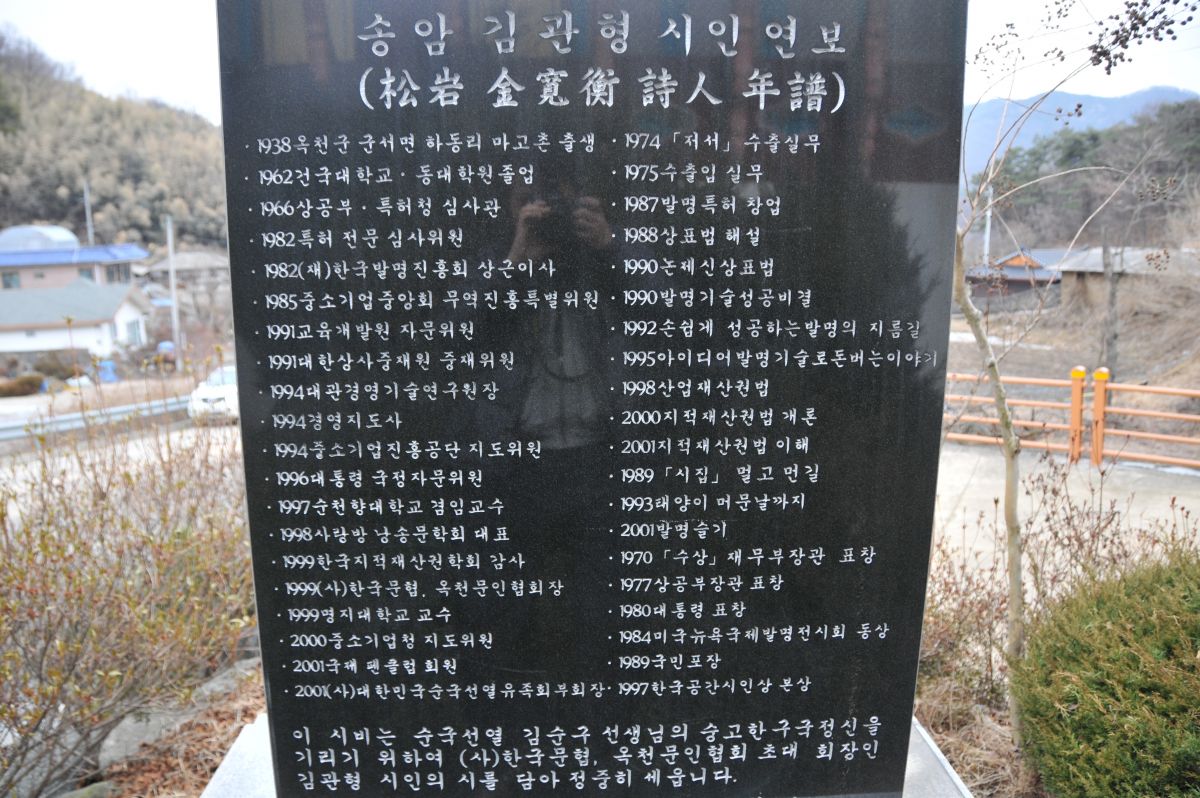 송암 김관형 시인 연보
(松岩 金寬衡 詩人 年譜)
· 1938옥천군 군서면 하동리 마고촌 출생
· 1962건국대학교 · 동대학원졸업
· 1966상공부 · 특허청 심사관
· 1982특허 전문 심사위원
· 1982(재)한국발명진흥회 상근이사
· 1985중소기업중앙회 무역진흥특별위원
· 1991교육개발원 자문위원
· 1991대한상사중재원 중재위원
· 1994대관경영기술연구원장
· 1994경영지도사
· 1994중소기업진흥공단 지도위원
· 1996대통령 국정자문위원
· 1997순천향대학교 겸임교수
· 1998사랑방 낭송문학회 대표
· 1999한국지적재산권학회 감사
· 1999(사)한국문협, 옥천문인협회장
· 1999명지대학교 교수
· 2000중소기업청 지도위원
· 2001국제 펜클럽 회원
· 2001(사)대한민국순국선열유족회부회장
· 1974「저서」수출실무
· 1975수출입 실무
· 1987발명특허 창업
· 1988상표법 해설
· 1990논제신상표법
· 1990발명기술성공비결
· 1992손쉽게 성공하는발명의 지름길
· 1995아이디어발명기술로돈버는이야기
· 1998산업재산권법
· 2000지적재산권법 개론
· 2001지적재산권법 이해
· 1989「시집」멀고 먼길
· 1993태양이 머문날까지
· 2001발명슬기
· 1970「수상」재무부장관 표창
· 1977상공부장관 표창
· 1980대통령 표창
· 1984미국뉴욕국제발명전시회 동상
· 1989국민포장
· 1997한국공간시인상 본상
이 시비는 순국선열 김순구 선생님의 숭고한구국정신을
기리기 위하여 (사)한국문협, 옥천문인협회 초대 회장인
김관형 시인의 시를 담아 정중히 세웁니다.